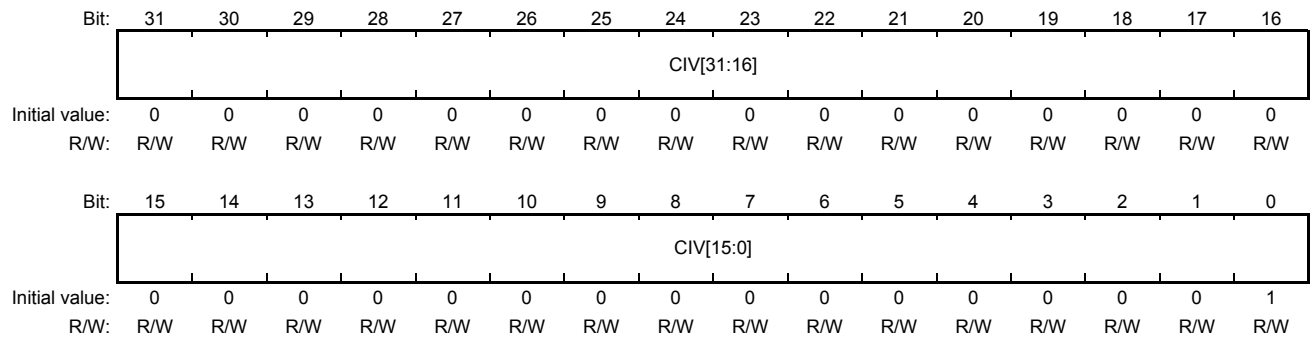 Bit: 31 30 29 28 27 26 25 24 23 22 21 20 19 18 17 16
CIV[31:16]
Initial value: 0 0 0 0 0 0 0 0 0 0 0 0 0 0 0 0
R/W: R/W R/W R/W R/W R/W R/W R/W R/W R/W R/W R/W R/W R/W R/W R/W R/W
Bit: 15 14 13 12 11 10 9 8 7 6 5 4 3 2 1 0
CIV[15:0]
Initial value: 0 0 0 0 0 0 0 0 0 0 0 0 0 0 0 1
R/W: R/W R/W R/W R/W R/W R/W R/W R/W R/W R/W R/W R/W R/W R/W R/W R/W